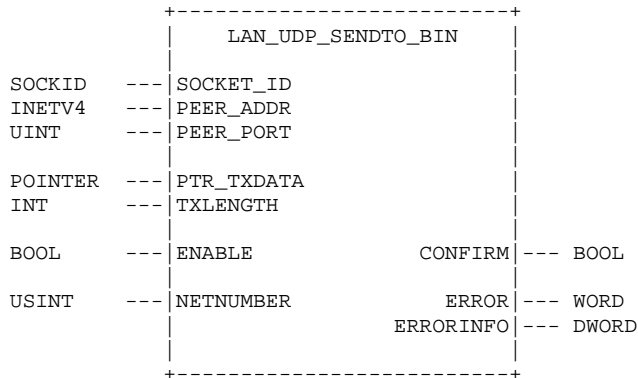 LAN_UDP_SENDTO_BIN
SOCKID ---|SOCKET_ID
INETV4 ---|PEER_ADDR
UINT ---|PEER_PORT
POINTER ---|PTR_TXDATA
INT ---|TXLENGTH
BOOL ---|ENABLE CONFIRM|--- BOOL
USINT ---|NETNUMBER ERROR|--- WORD
ERRORINFO|--- DWORD